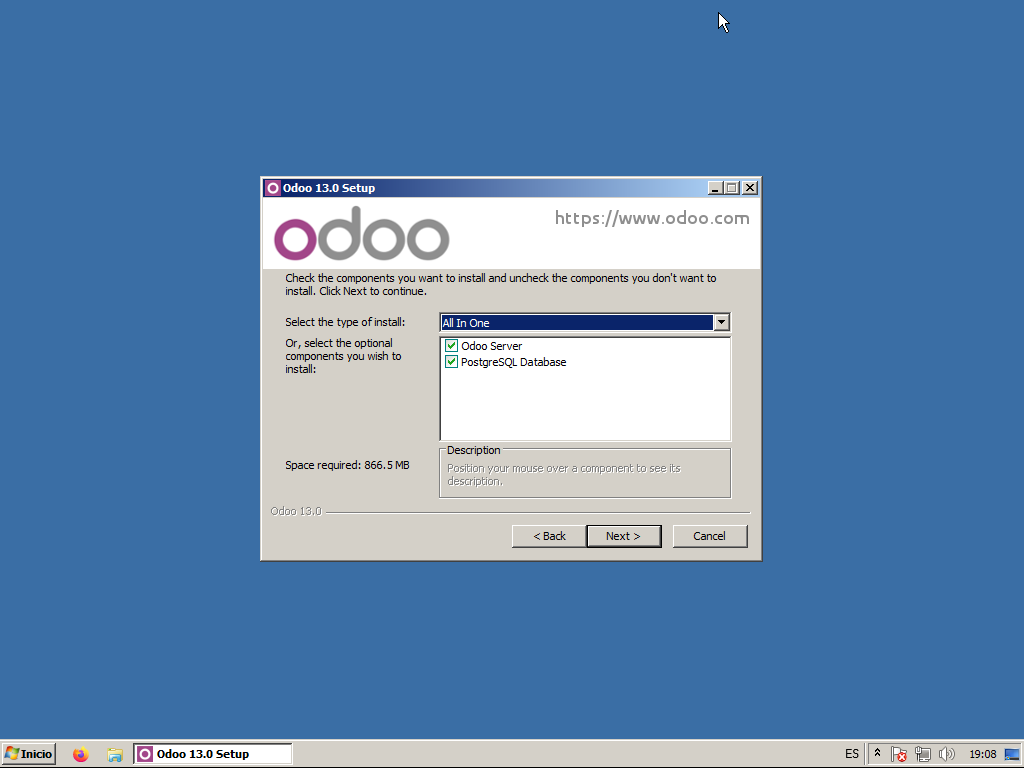 Odoo 13.0 Setup
odoo
https://www.odoo.com
Check the components you want to install and uncheck the components you don't want to
install. Click Next to continue.
Select the type of install:
All In One
Or, select the optional
components you wish to
install:
Odoo Server
PostgreSQL Database
Space required: 866.5 MB
Description
Position your mouse over a component to see its
description.
Odoo 13.0
< Back
Next >
Cancel
Inicio
Odoo 13.0 Setup
ES
19:08